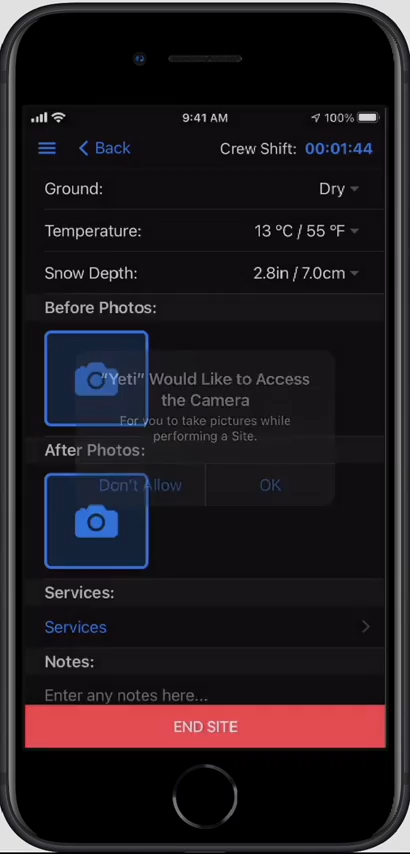 9:41 AM
100%
Back
Crew Shift: 00:01:44
Ground: Dry
Temperature: 13 ºC / 55 ºF
Snow Depth: 2.8in / 7.0cm
Before Photos:
"Yeti" Would Like to Access
the Camera
For you to take pictures while
performing a Site.
After Photos:
Don't Allow
OK
Services:
Services
Notes:
Enter any notes here...
END SITE